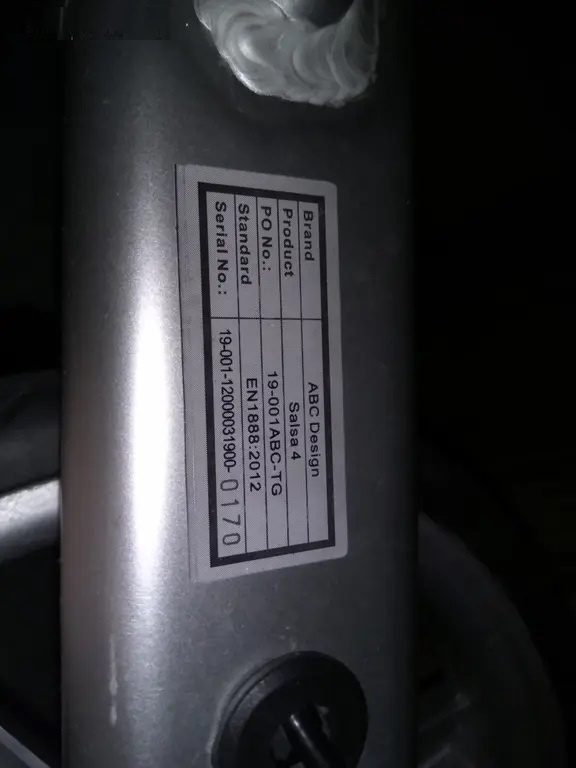 Brand ABC Design
Product Salsa 4
PO No.: 19-001ABC-TG
Standard EN1888:2012
Serial No.: 19-001-12000031900-0170